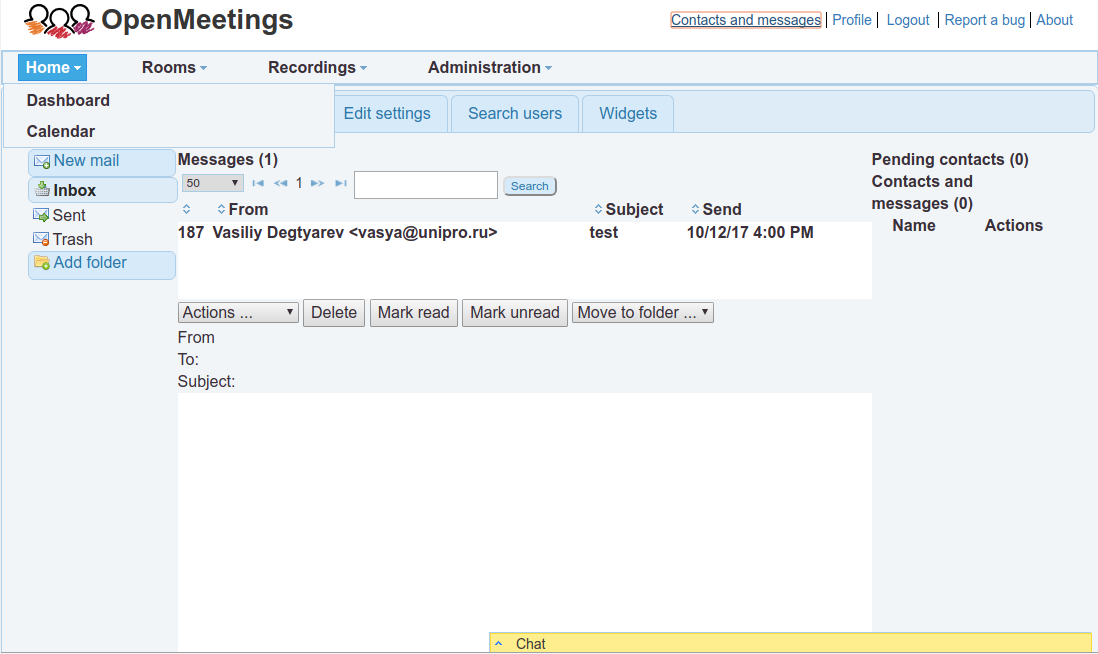 OpenMeetings
Contacts and messages Profile Logout Report a bug About
Home Rooms Recordings Administration
Dashboard
Calendar
Edit settings Search users Widgets
New mail
Inbox
Sent
Trash
Add folder
Messages (1)
50 1 Search
From Subject Send
187 Vasiliy Degtyarev <vasya@unipro.ru> test 10/12/17 4:00 PM
Actions ... Delete Mark read Mark unread Move to folder ...
From
To:
Subject:
Pending contacts (0)
Contacts and
messages (0)
Name Actions
Chat